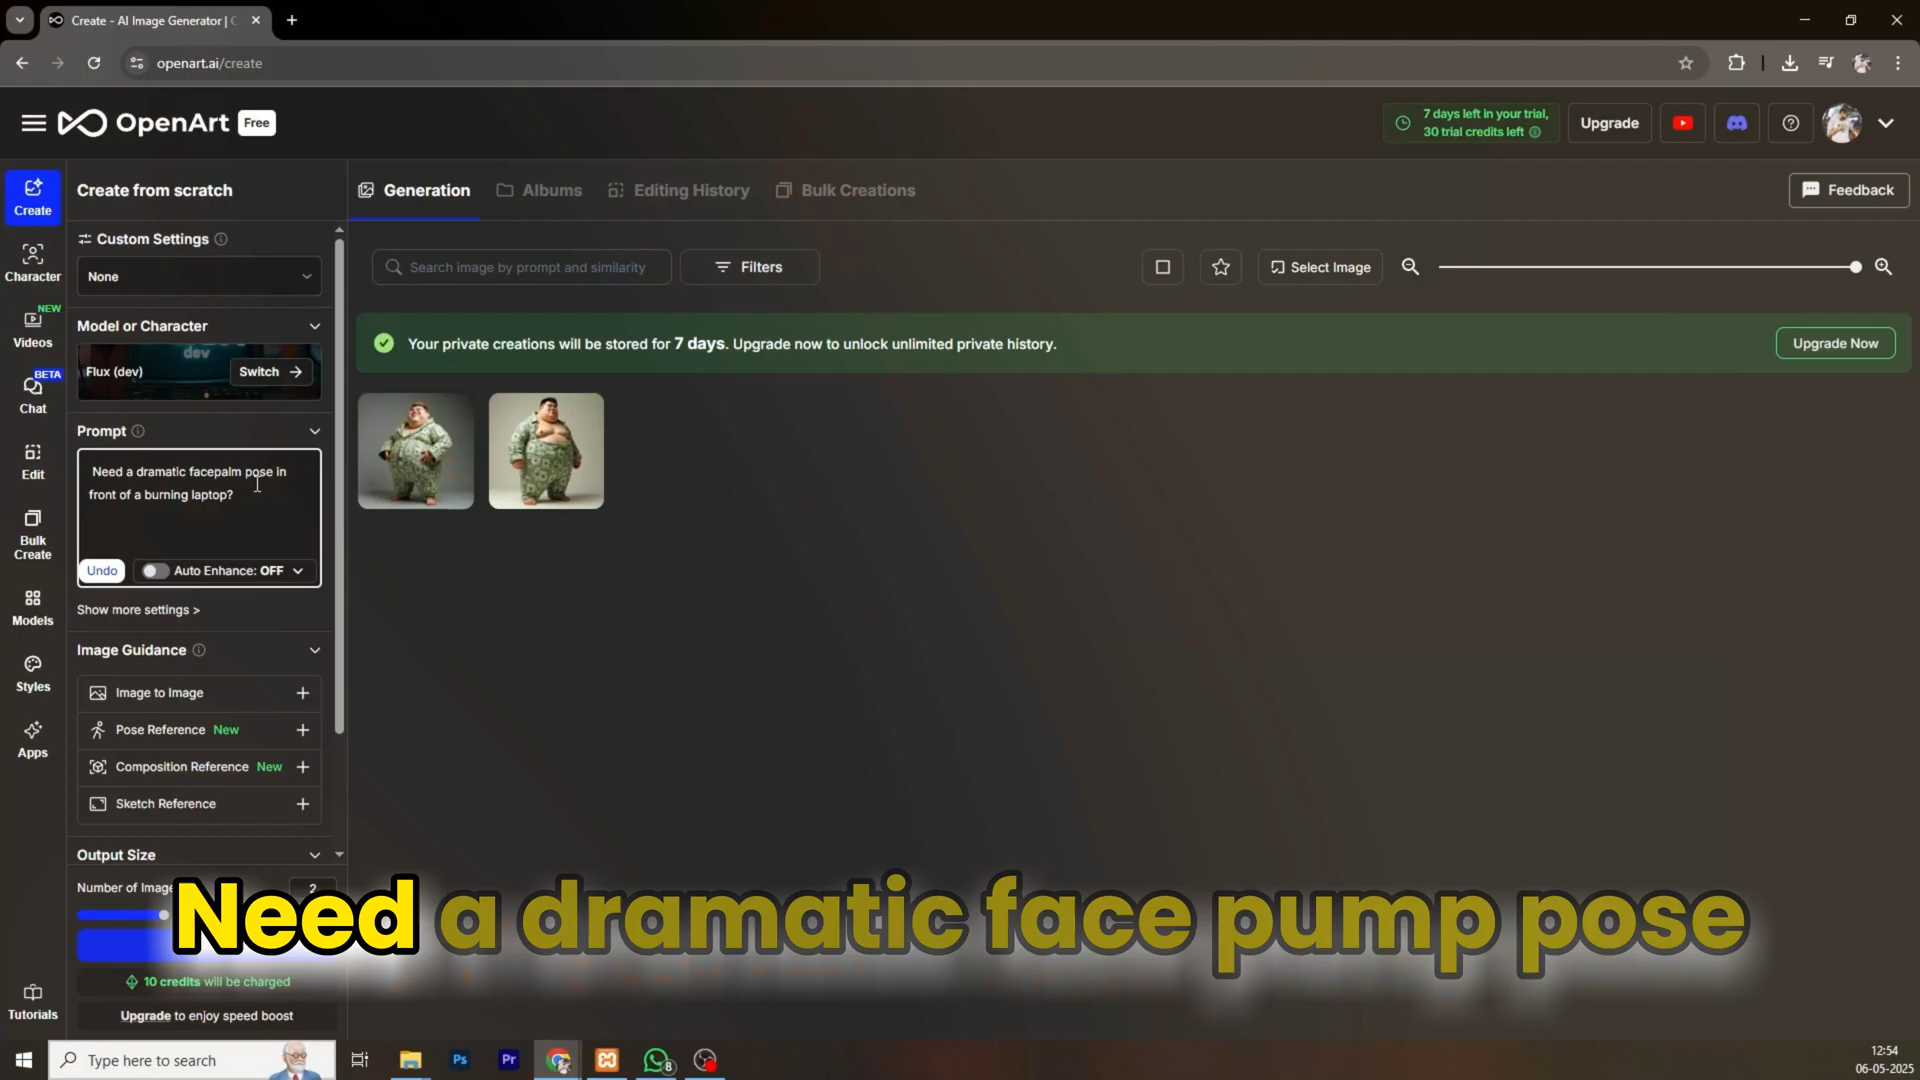 Create - AI Image Generator | C
openart.ai/create
OpenArt Free
7 days left in your trial,
30 trial credits left
Upgrade
Create
Character
NEW
Videos
BETA
Chat
Edit
Bulk
Create
Models
Styles
Apps
Tutorials
Create from scratch
Custom Settings
None
Model or Character
dev
Flux (dev)
Switch
Prompt
Need a dramatic facepalm pose in
front of a burning laptop?
Undo
Auto Enhance: OFF
Show more settings >
Image Guidance
Image to Image
Pose Reference New
Composition Reference New
Sketch Reference
Output Size
Number of Image
2
10 credits will be charged
Upgrade to enjoy speed boost
Generation
Albums
Editing History
Bulk Creations
Feedback
Search image by prompt and similarity
Filters
Select Image
Your private creations will be stored for 7 days. Upgrade now to unlock unlimited private history.
Upgrade Now
Need a dramatic face pump pose
Type here to search
Ps
Pr
8
12:54
06-05-2025